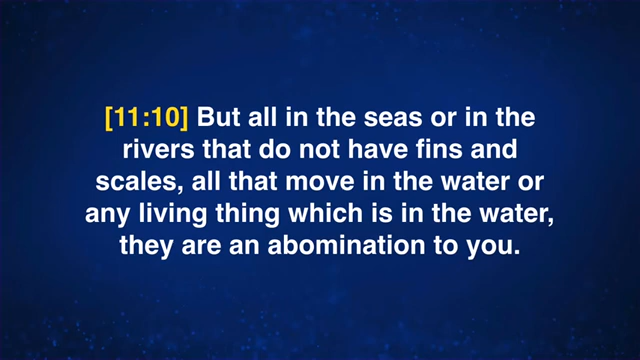 [11:10] But all in the seas or in the
rivers that do not have fins and
scales, all that move in the water or
any living thing which is in the water,
they are an abomination to you.